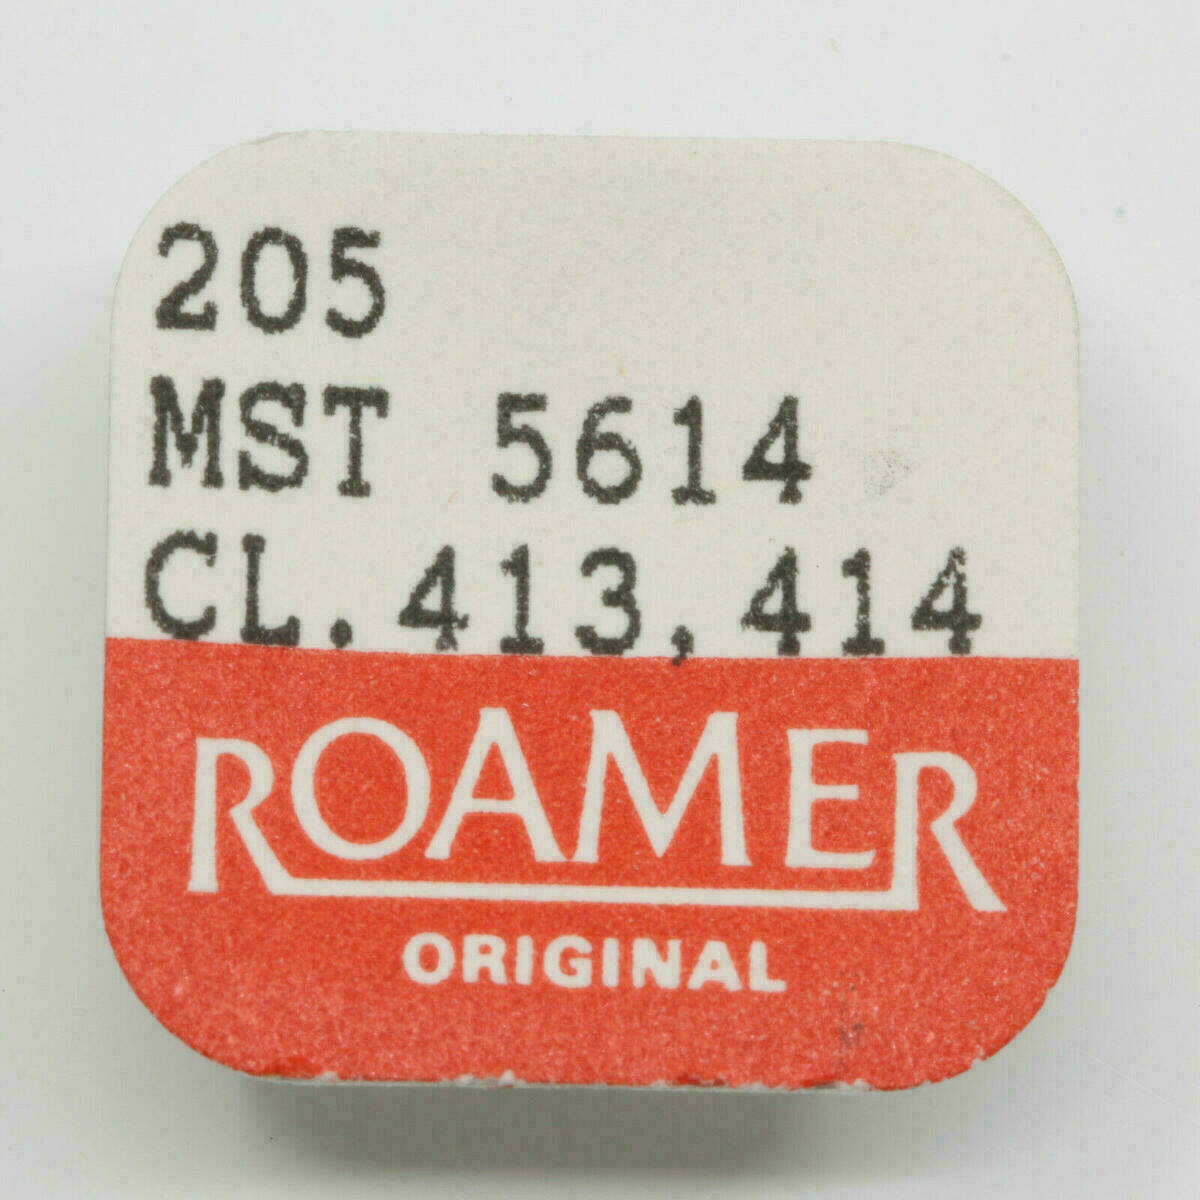 205
MST 5614
CL.413,414
ROAMER
ORIGINAL